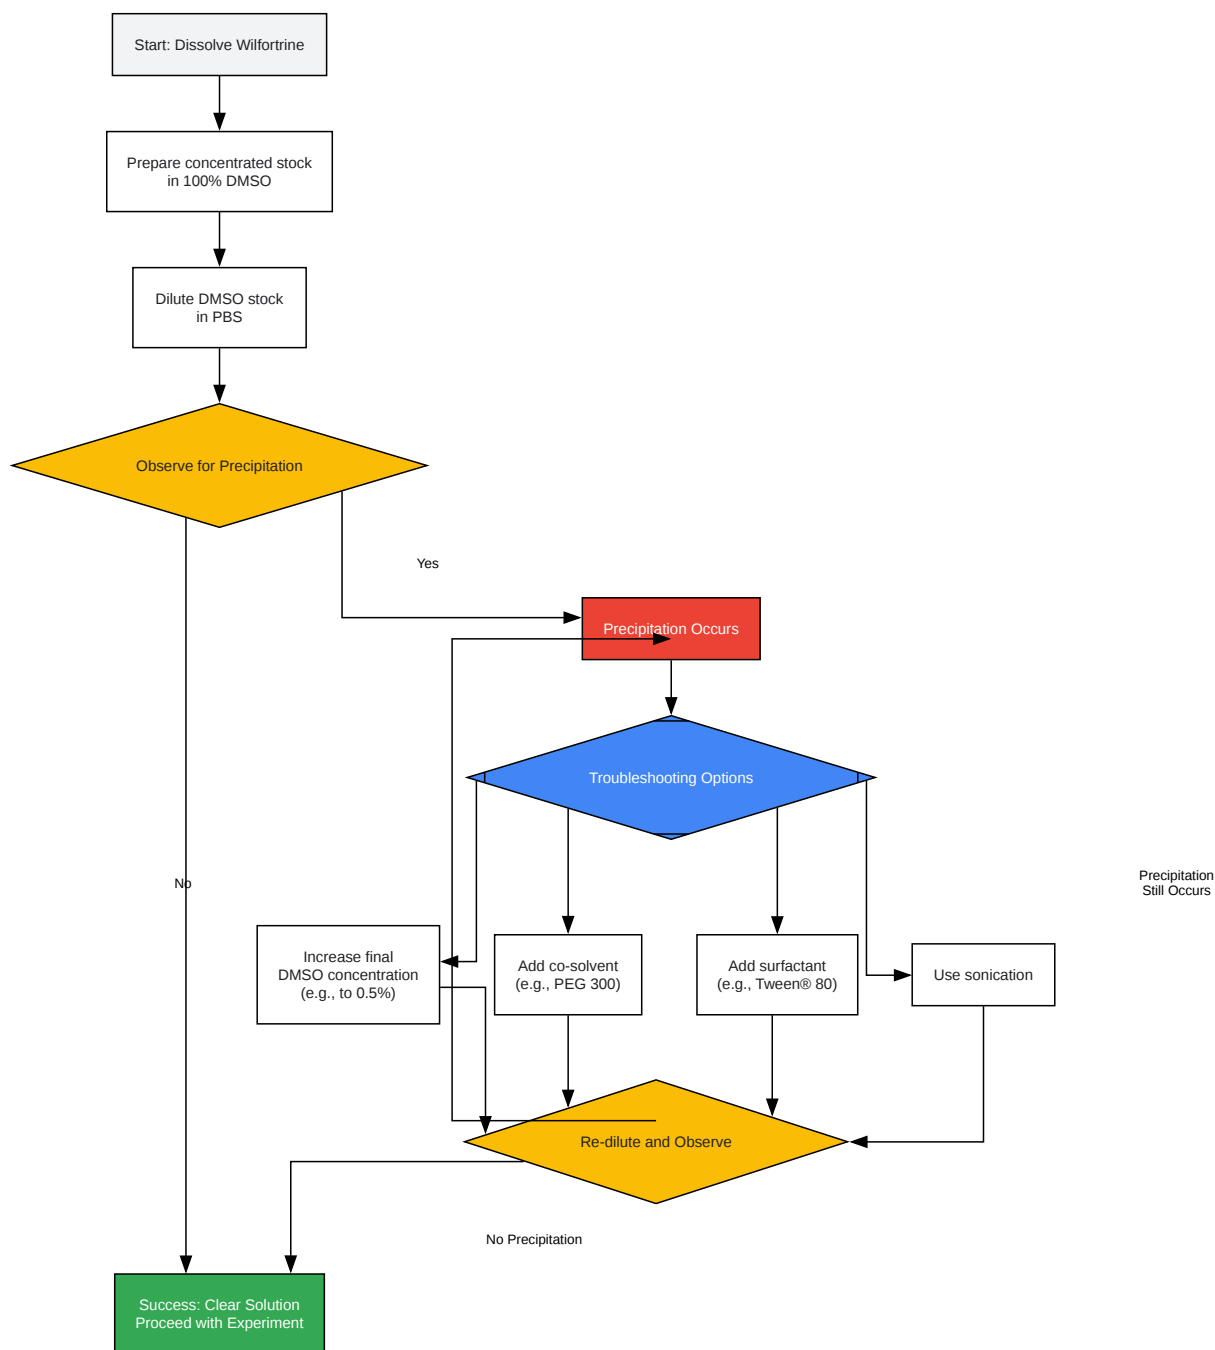 Start: Dissolve Wilfortrine
Prepare concentrated stock
in 100% DMSO
Dilute DMSO stock
in PBS
Observe for Precipitation
Yes
Precipitation Occurs
Troubleshooting Options
No
Precipitation
Still Occurs
Increase final
DMSO concentration
(e.g., to 0.5%)
Add co-solvent
(e.g., PEG 300)
Add surfactant
(e.g., Tween® 80)
Use sonication
Re-dilute and Observe
No Precipitation
Success: Clear Solution
Proceed with Experiment